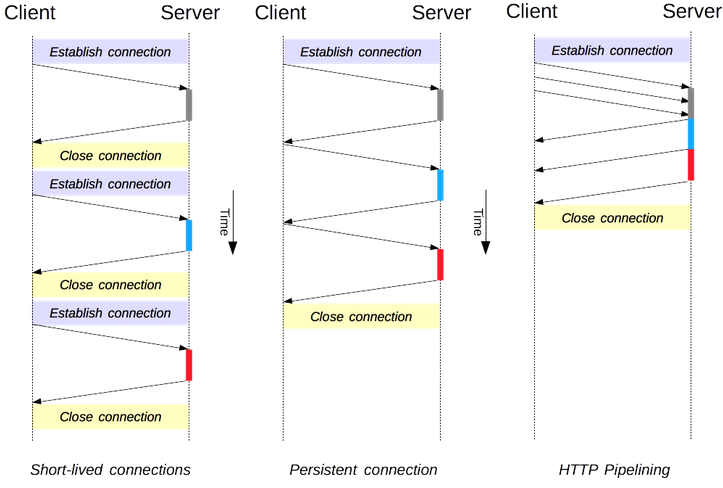 Client Server
Establish connection
Close connection
Establish connection
Close connection
Establish connection
Close connection
Short-lived connections
Time
Client Server
Establish connection
Close connection
Persistent connection
Time
Client Server
Establish connection
Close connection
HTTP Pipelining